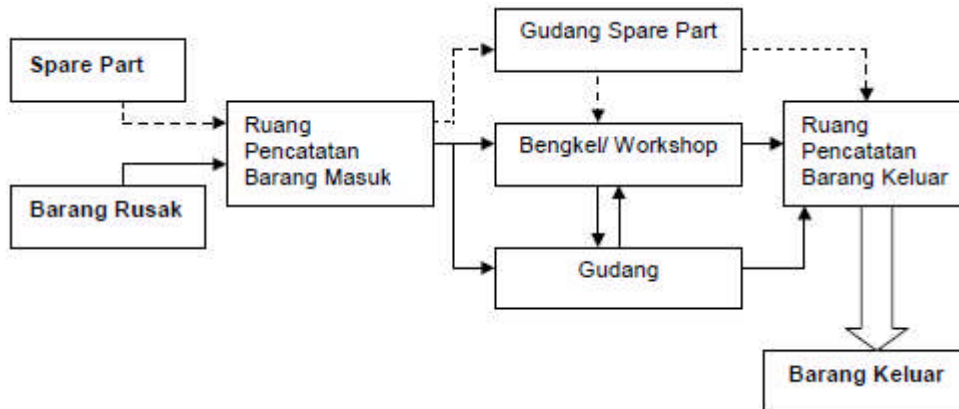 Gudang Spare Part
Spare Part
Ruang
Pencatatan
Barang Masuk
Bengkel/ Workshop
Ruang
Pencatatan
Barang Keluar
Barang Rusak
Gudang
Barang Keluar